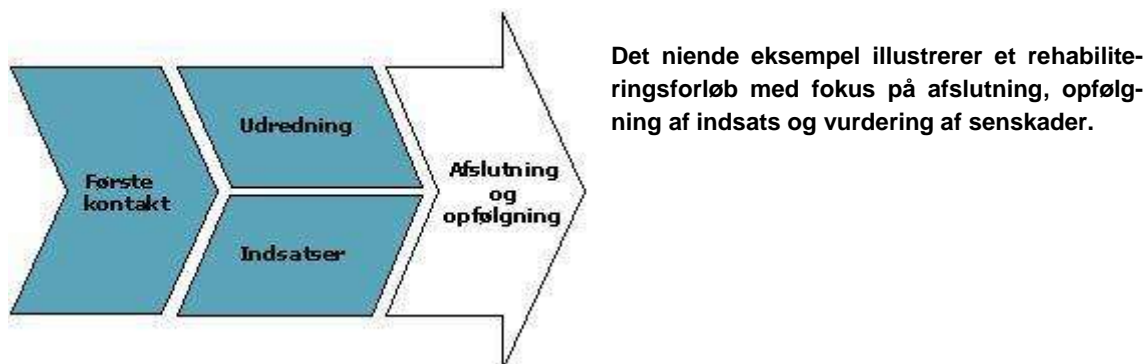 Første
kontakt
Udredning
Indsatser
Afslutning
og
opfølgning
Det niende eksempel illustrerer et rehabilite-
ringsforløb med fokus på afslutning, opfølg-
ning af indsats og vurdering af senskader.